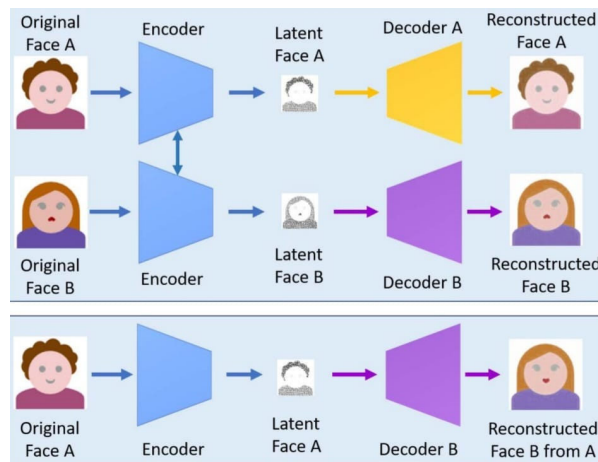 Original
Face A
Encoder
Latent
Face A
Decoder A
Reconstructed
Face A
Original
Face B
Encoder
Latent
Face B
Decoder B
Reconstructed
Face B
Original
Face A
Encoder
Latent
Face A
Decoder B
Reconstructed
Face B from A